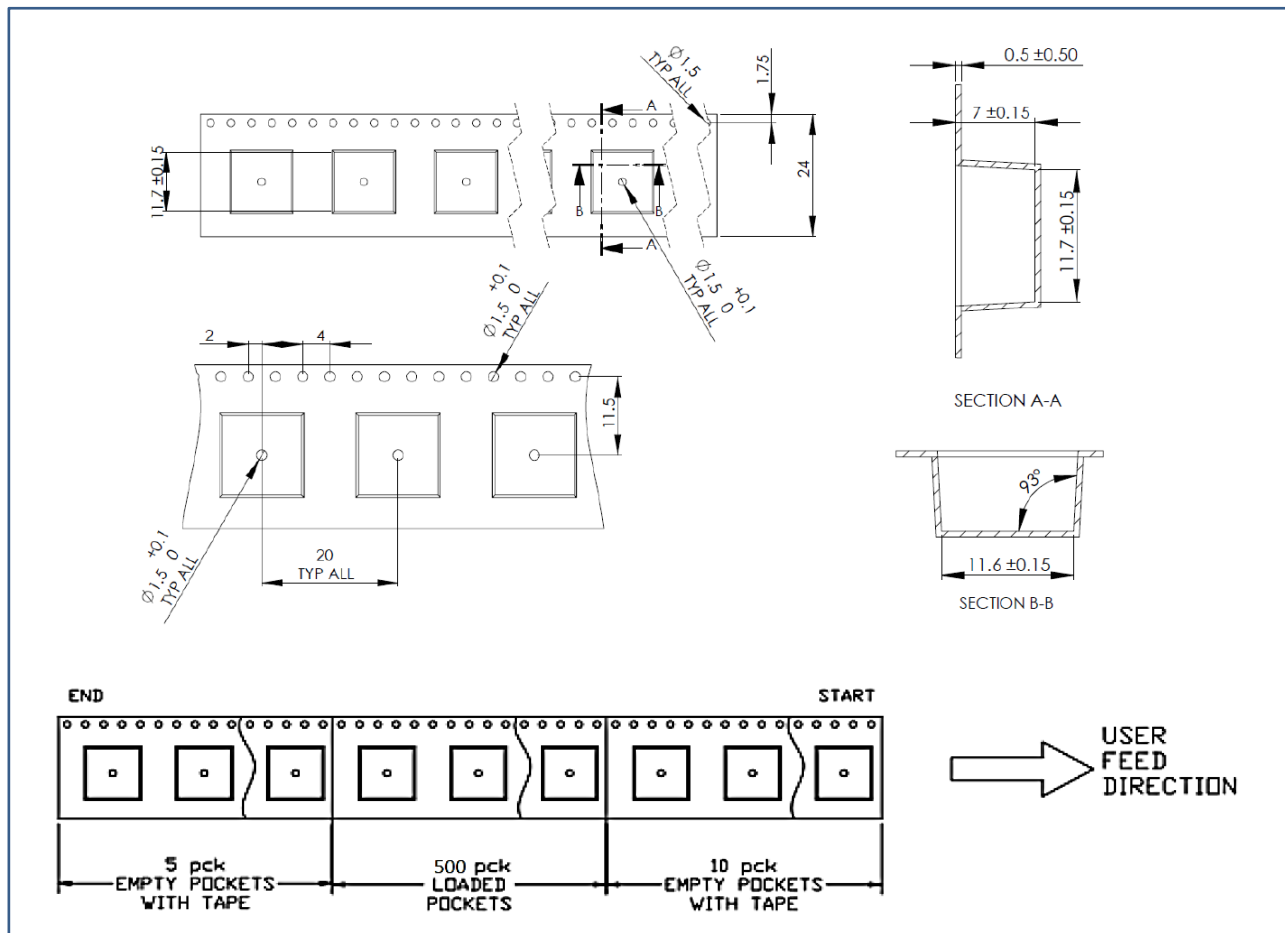 Ø1.5
TYP ALL
1.75
A
11.7 ±0.15
B
B
24
A
Ø1.5 +0.1 0
TYP ALL
Ø1.5 +0.1 0
TYP ALL
2
4
11.5
Ø1.5 +0.1 0
TYP ALL
20
TYP ALL
0.5 ±0.50
7 ±0.15
11.7 ±0.15
SECTION A-A
93°
11.6 ±0.15
SECTION B-B
END
START
USER
FEED
DIRECTION
5 pck
EMPTY POCKETS
WITH TAPE
500 pck
LOADED
POCKETS
10 pck
EMPTY POCKETS
WITH TAPE